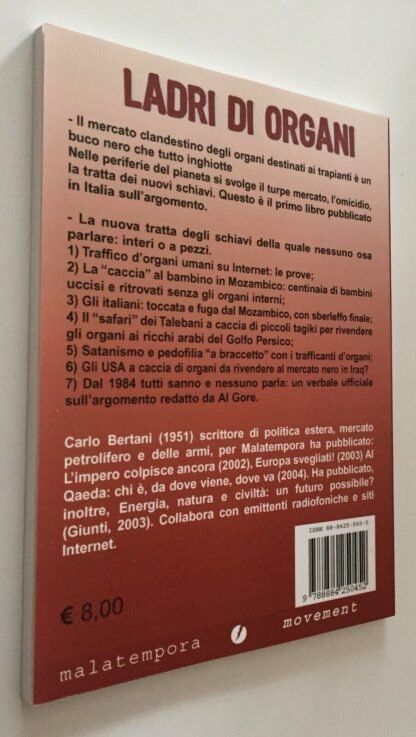 LADRI DI ORGANI
- Il mercato clandestino degli organi destinati ai trapianti è un
buco nero che tutto inghiotte
Nelle periferie del pianeta si svolge il turpe mercato, l'omicidio,
la tratta dei nuovi schiavi. Questo è il primo libro pubblicato
in Italia sull'argomento.
- La nuova tratta degli schiavi della quale nessuno osa
parlare: interi o a pezzi.
1) Traffico d'organi umani su Internet: le prove;
2) La "caccia" al bambino in Mozambico: centinaia di bambini
uccisi e ritrovati senza gli organi interni;
3) Gli italiani: toccata e fuga dal Mozambico, con sberleffo finale;
4) Il "safari" dei Talebani a caccia di piccoli tagiki per rivendere
gli organi ai ricchi arabi del Golfo Persico;
5) Satanismo e pedofilia "a braccetto" con i trafficanti d'organi;
6) Gli USA a caccia di organi da rivendere al mercato nero in Iraq?
7) Dal 1984 tutti sanno e nessuno parla: un verbale ufficiale
sull'argomento redatto da Al Gore.
Carlo Bertani (1951) scrittore di politica estera, mercato
petrolifero e delle armi, per Malatempora ha pubblicato:
L'impero colpisce ancora (2002), Europa svegliati! (2003) Al
Qaeda: chi è, da dove viene, dove va (2004). Ha pubblicato,
inoltre, Energia, natura e civiltà: un futuro possibile?
(Giunti, 2003). Collabora con emittenti radiofoniche e siti
Internet.
ISBN 88-8425-045-5
9 788884 250452
€ 8,00
malatempora movement